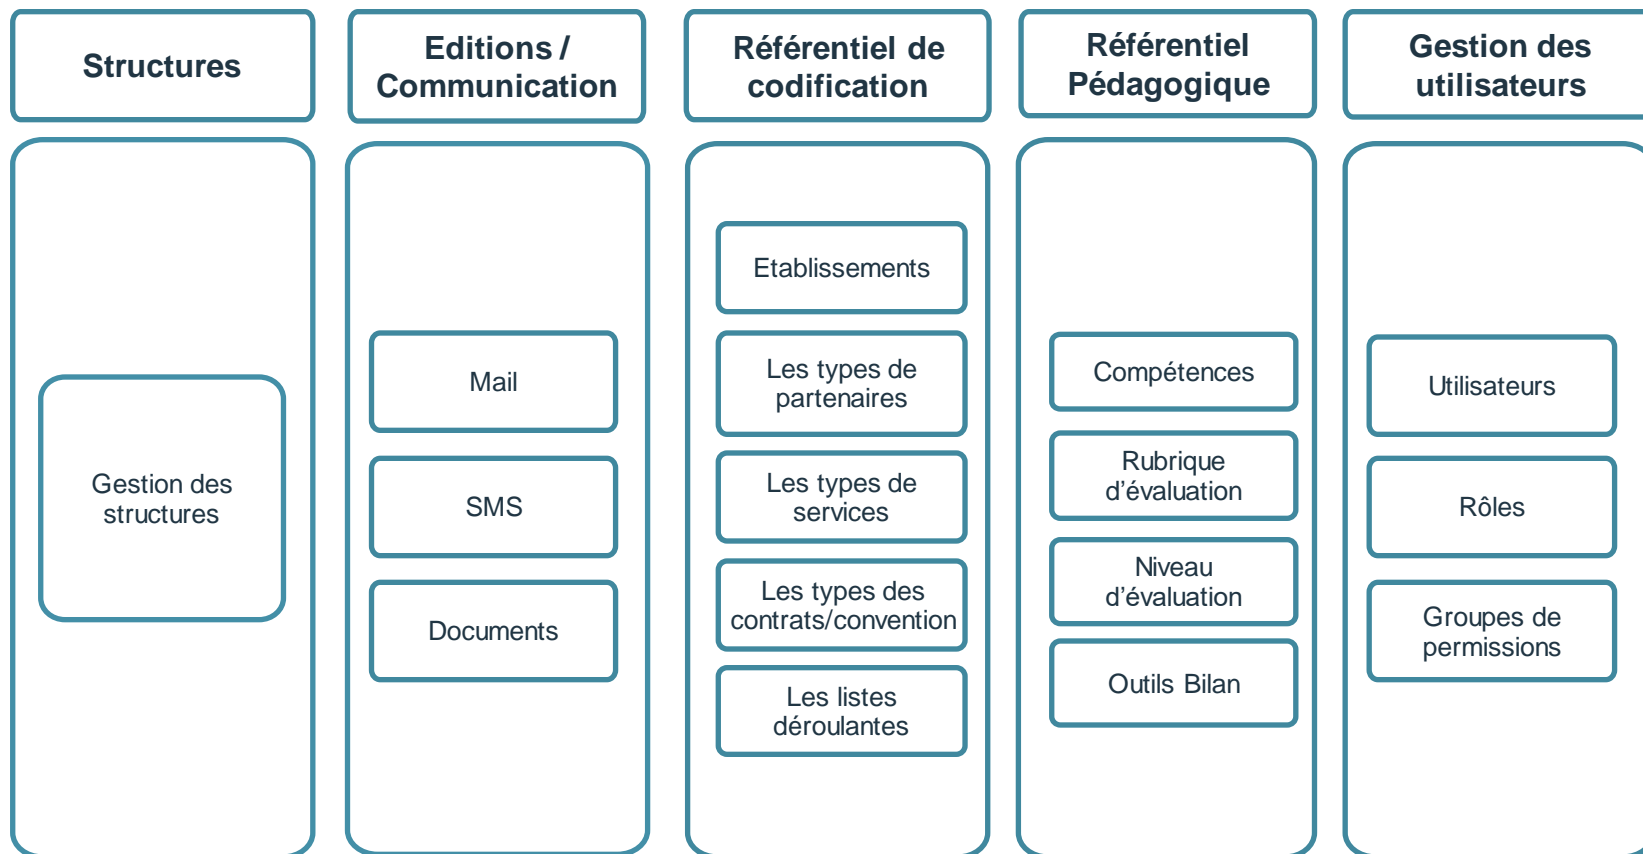 Structures
Editions /
Communication
Référentiel de
codification
Référentiel
Pédagogique
Gestion des
utilisateurs
Gestion des
structures
Mail
SMS
Documents
Etablissements
Les types de
partenaires
Les types de
services
Les types des
contrats/convention
Les listes
déroulantes
Compétences
Rubrique
d’évaluation
Niveau
d’évaluation
Outils Bilan
Utilisateurs
Rôles
Groupes de
permissions